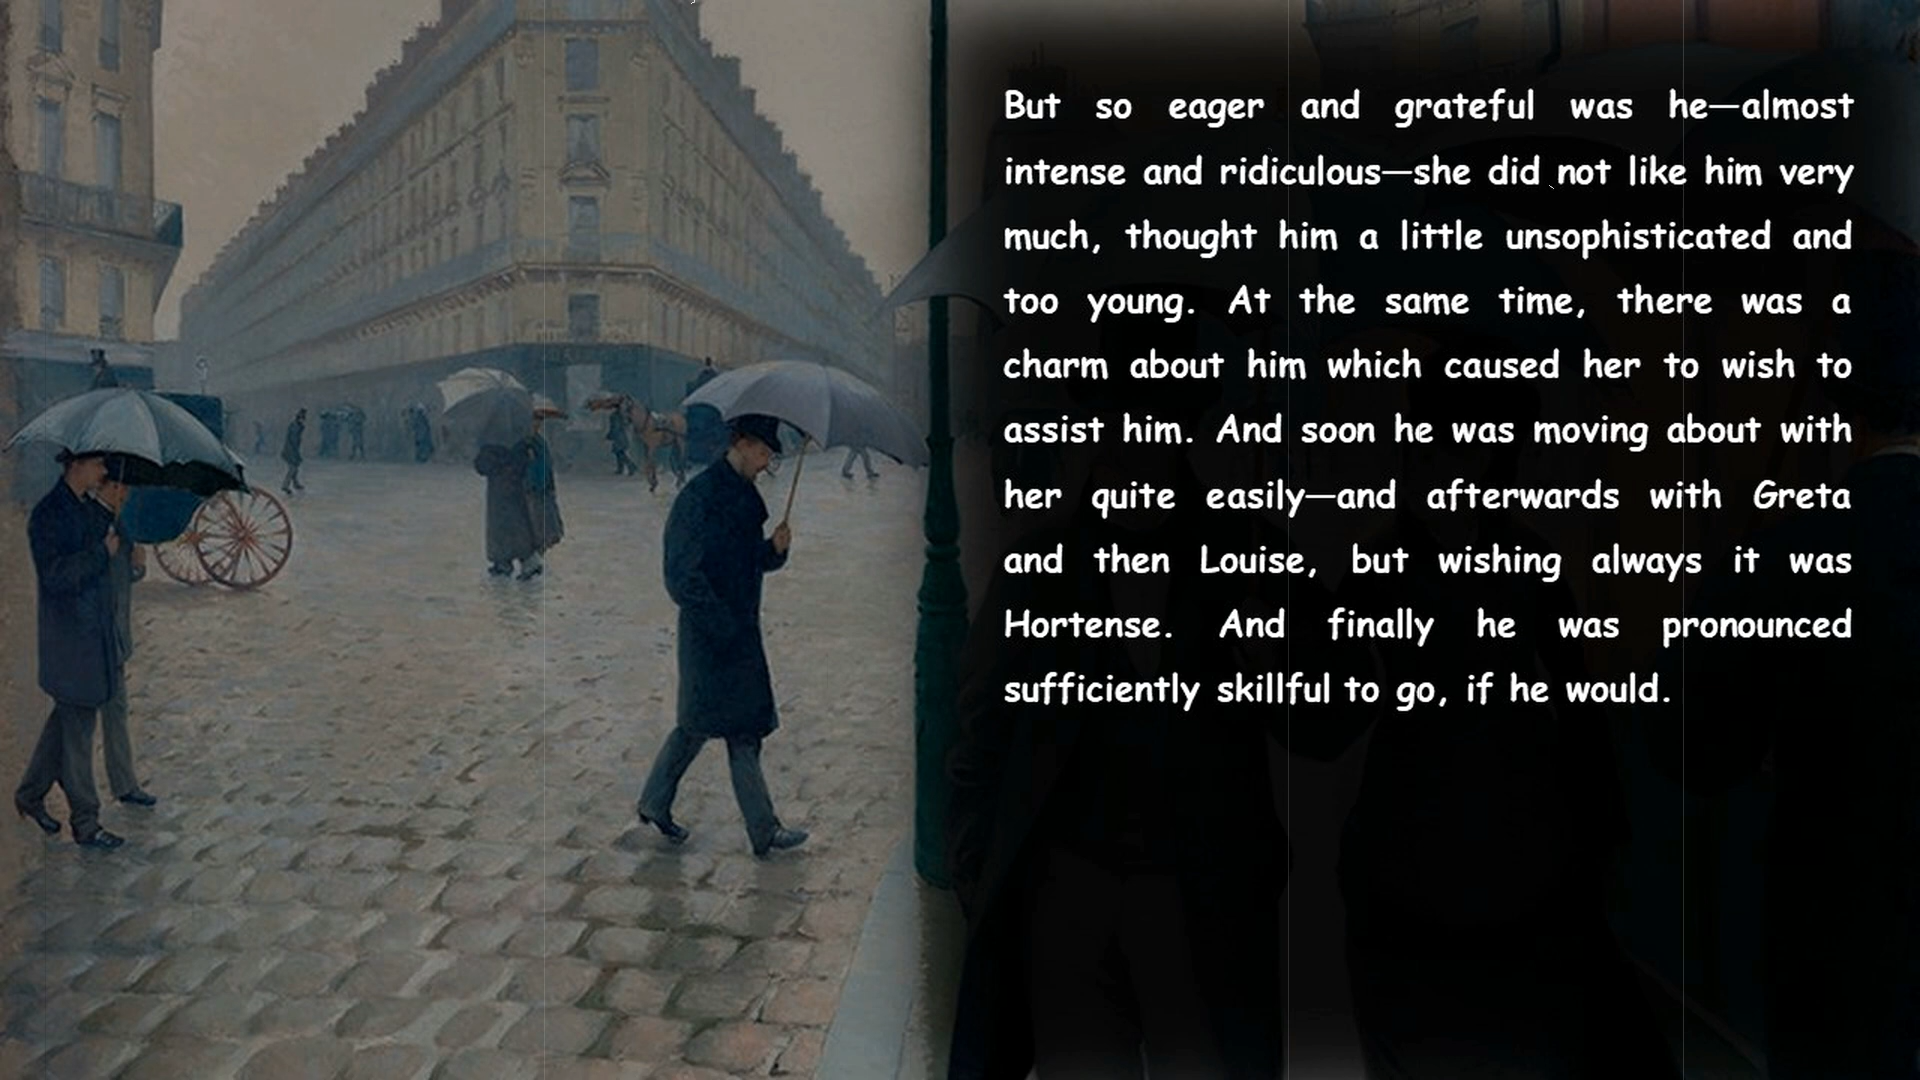 But so eager and grateful was he—almost
intense and ridiculous—she did not like him very
much, thought him a little unsophisticated and
too young. At the same time, there was a
charm about him which caused her to wish to
assist him. And soon he was moving about with
her quite easily—and afterwards with Greta
and then Louise, but wishing always it was
Hortense. And finally he was pronounced
sufficiently skillful to go, if he would.